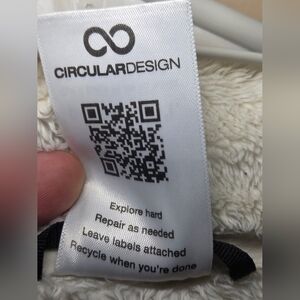 CIRCULARDESIGN
Explore hard
Repair as needed
Leave labels attached
Recycle when you're done